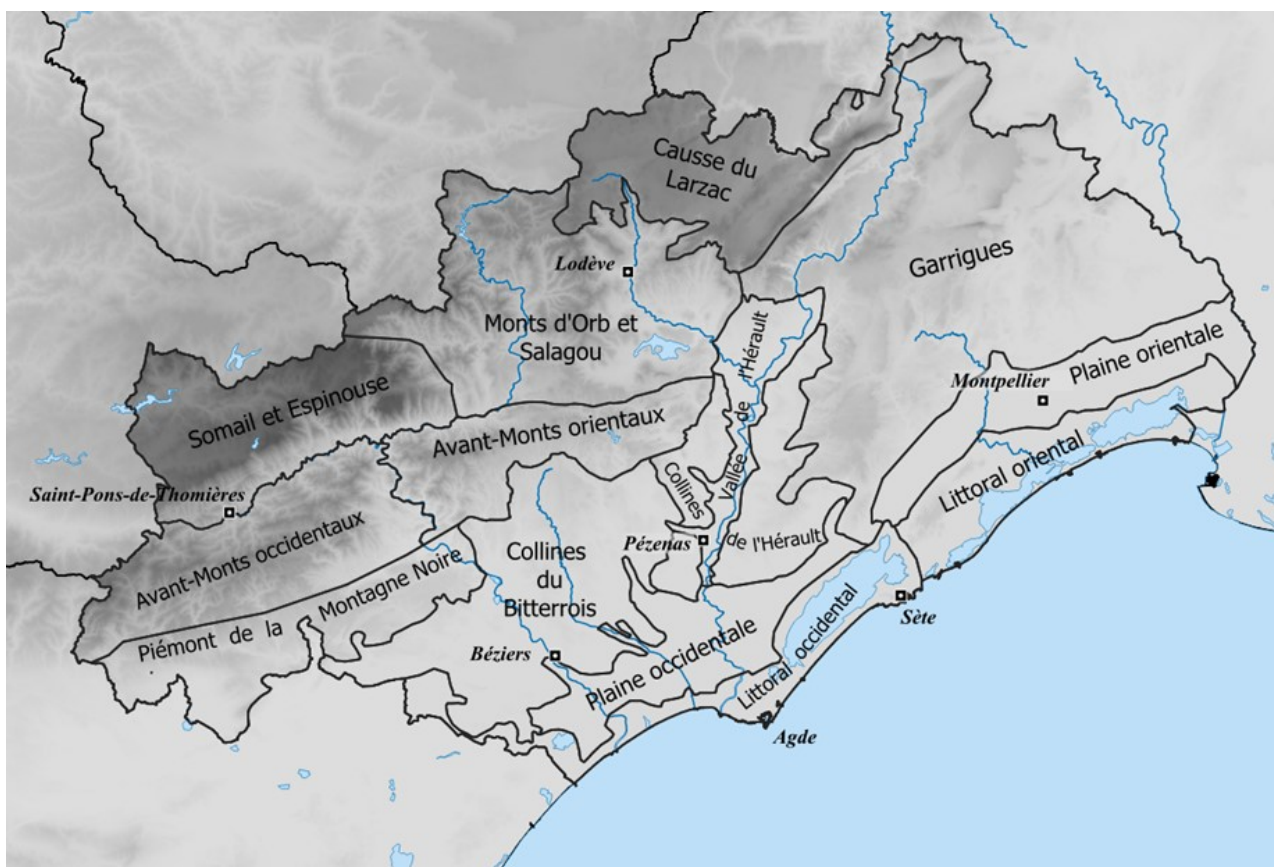 Causse du
Larzac
Garrigues
Lodève
Monts d'Orb et
Salagou
Vallée de l'Hérault
Plaine orientale
Montpellier
Somail et Espinouse
Avant-Monts orientaux
Littoral oriental
Saint-Pons-de-Thomières
Collines
de l'Hérault
Pézenas
Avant-Monts occidentaux
Collines
du
Bitterrois
Piémont de la Montagne Noire
Sète
Béziers
Plaine occidentale
Littoral occidental
Agde